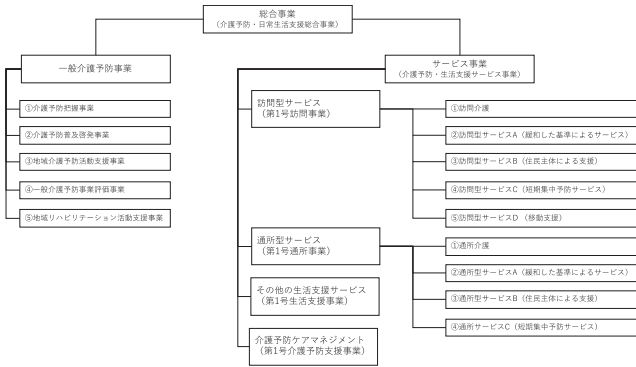 総合事業
（介護予防・日常生活支援総合事業）
一般介護予防事業
①介護予防把握事業
②介護予防普及啓発事業
③地域介護予防活動支援事業
④一般介護予防事業評価事業
⑤地域リハビリテーション活動支援事業
サービス事業
（介護予防・生活支援サービス事業）
訪問型サービス
（第1号訪問事業）
①訪問介護
②訪問型サービスA（緩和した基準によるサービス）
③訪問型サービスB（住民主体による支援）
④訪問型サービスC（短期集中予防サービス）
⑤訪問型サービスD （移動支援）
通所型サービス
（第1号通所事業）
①通所介護
②通所型サービスA（緩和した基準によるサービス）
③通所型サービスB（住民主体による支援）
④通所サービスC（短期集中予防サービス）
その他の生活支援サービス
（第1号生活支援事業）
介護予防ケアマネジメント
（第1号介護予防支援事業）